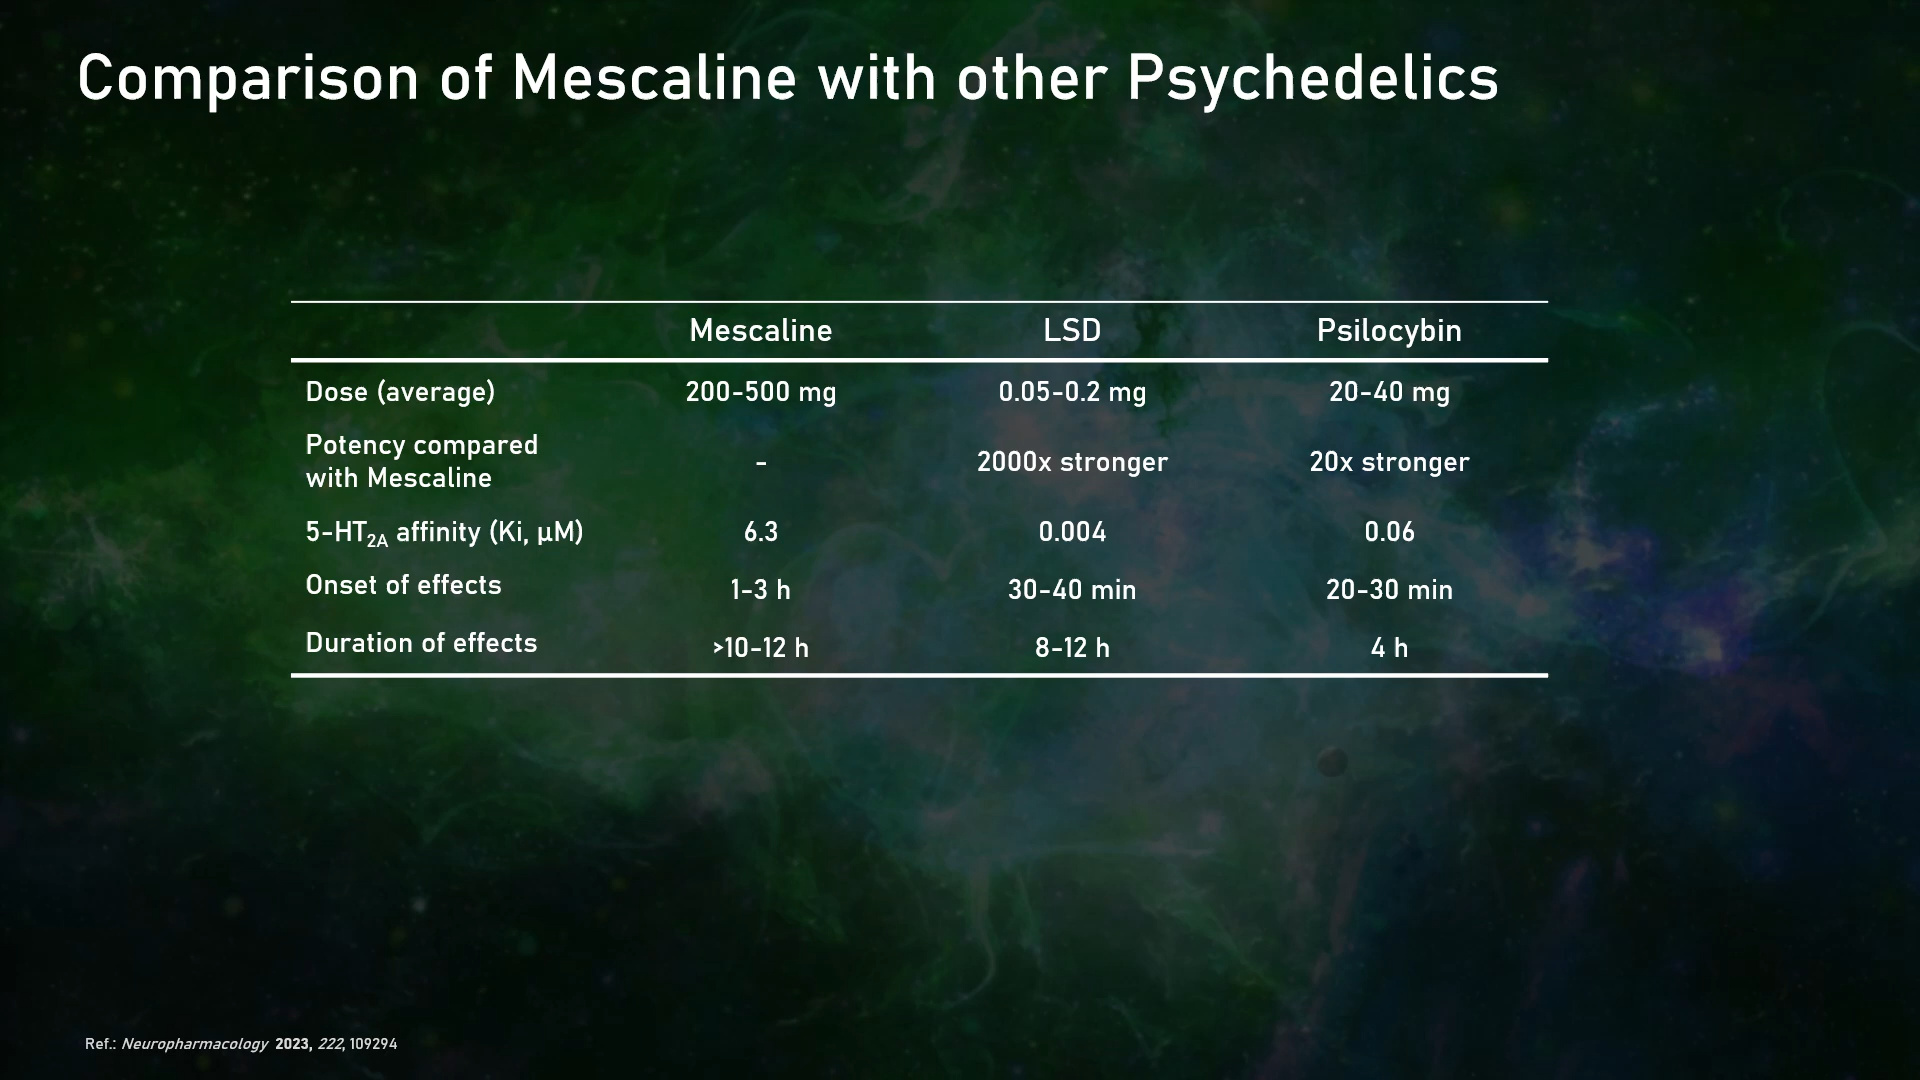 Comparison of Mescaline with other Psychedelics
Mescaline LSD Psilocybin
Dose (average) 200-500 mg 0.05-0.2 mg 20-40 mg
Potency compared
with Mescaline - 2000x stronger 20x stronger
5-HT2A affinity (Ki, μM) 6.3 0.004 0.06
Onset of effects 1-3 h 30-40 min 20-30 min
Duration of effects >10-12 h 8-12 h 4 h
Ref.: Neuropharmacology 2023, 222, 109294